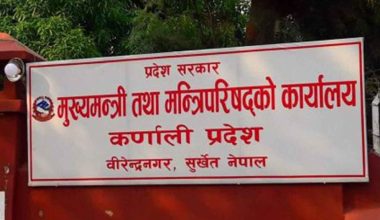 प्रदेश सरकार
मुख्यमन्त्री तथा मन्त्रिपरिषद्को कार्यालय
कर्णाली प्रदेश
वीरेन्द्रनगर, सुर्खेत नेपाल